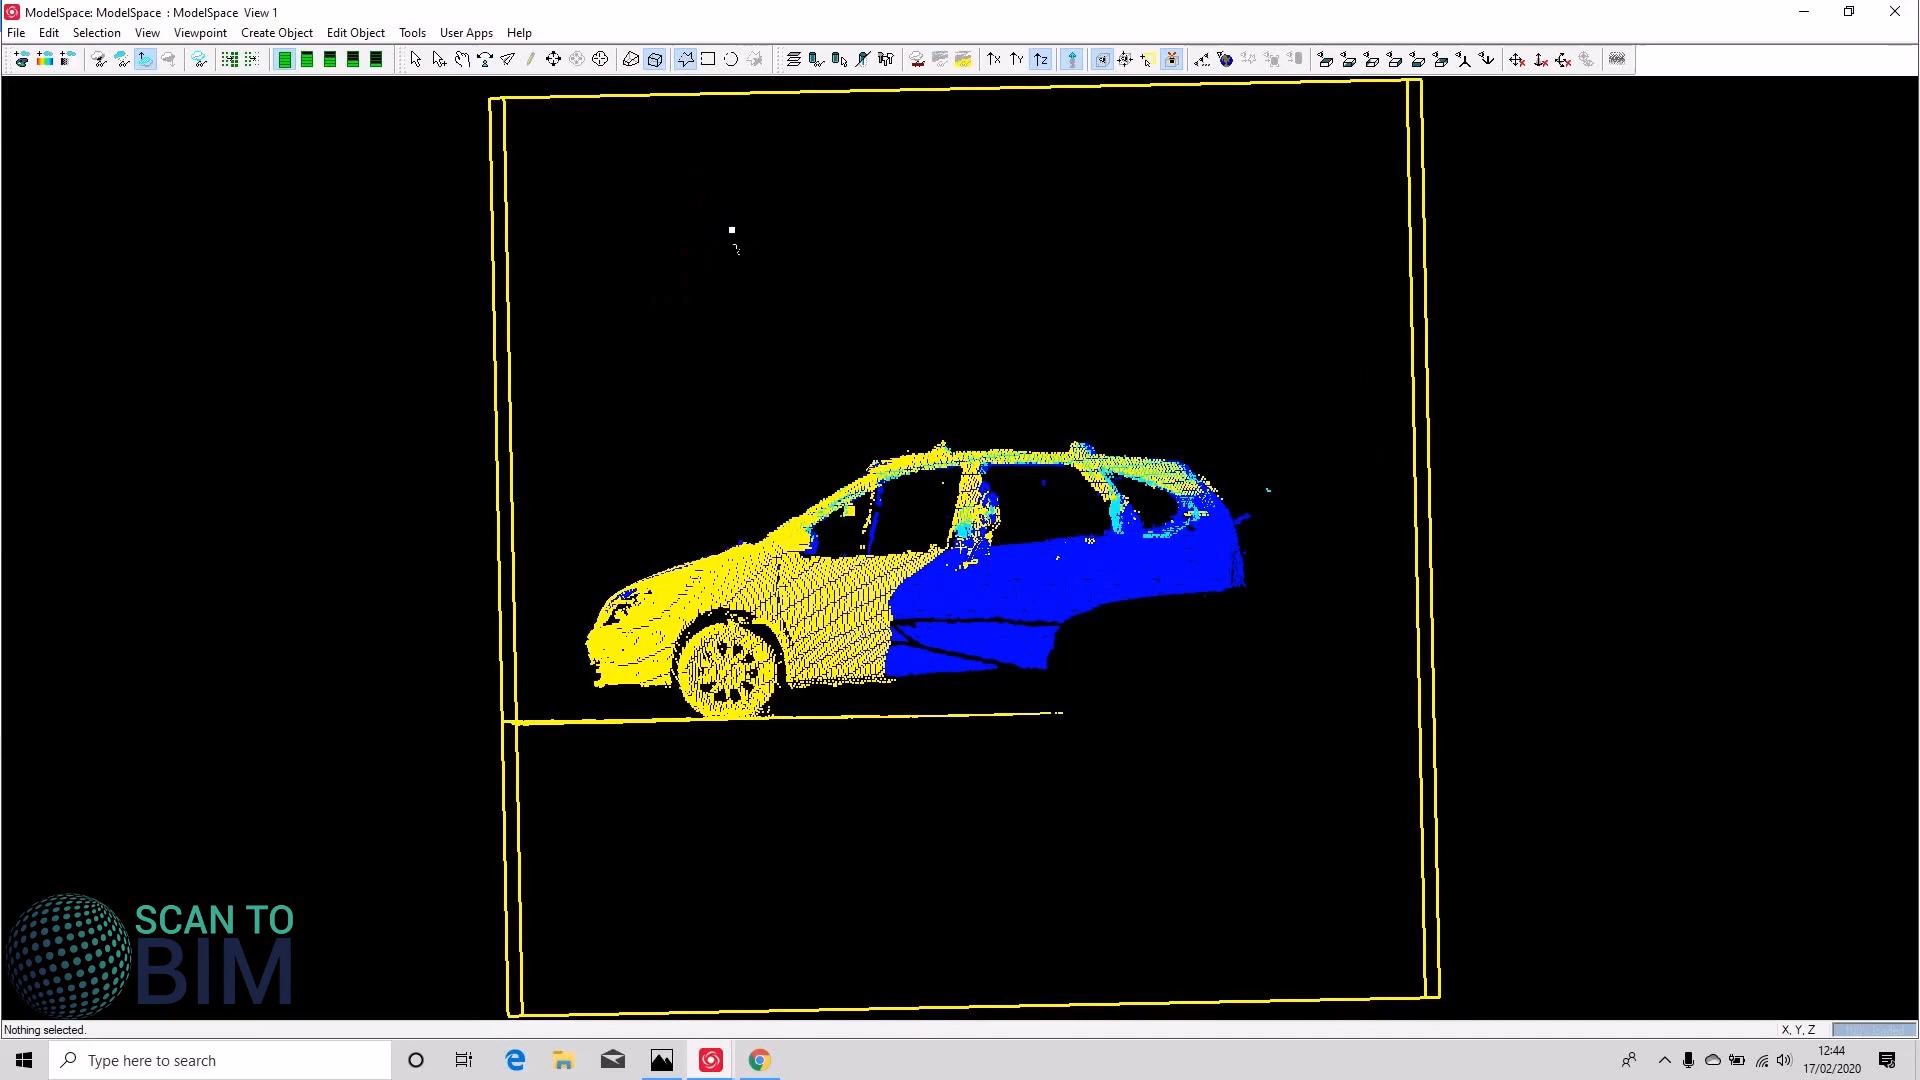 ModelSpace: ModelSpace : ModelSpace View 1
File Edit Selection View Viewpoint Create Object Edit Object Tools User Apps Help
SCAN TO
BIM
Nothing selected.
X, Y, Z
Type here to search
12:44
17/02/2020